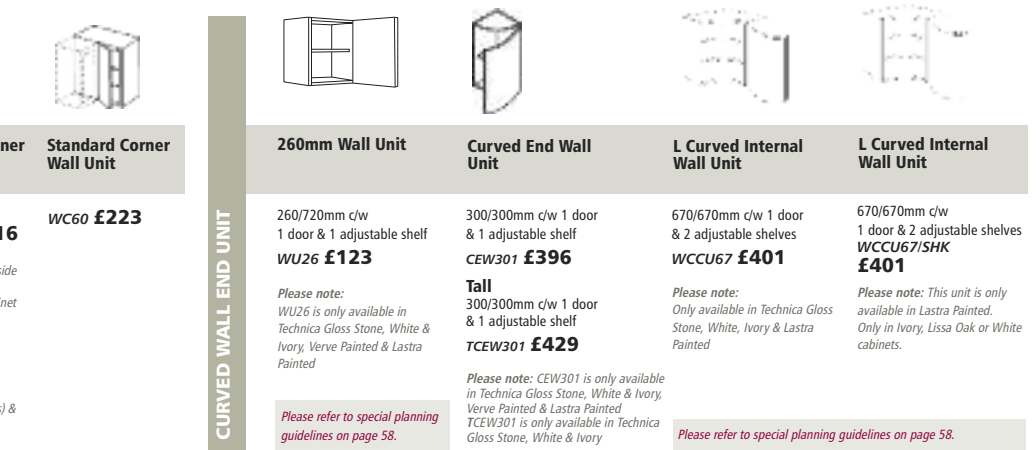 ner
16
side
inet
s) &
Standard Corner
Wall Unit
WC60 £223
CURVED WALL END UNIT
260mm Wall Unit
260/720mm c/w
1 door & 1 adjustable shelf
WU26 £123
Please note:
WU26 is only available in
Technica Gloss Stone, White &
Ivory, Verve Painted & Lastra
Painted
Please refer to special planning
guidelines on page 58.
Curved End Wall
Unit
300/300mm c/w 1 door
& 1 adjustable shelf
CEW301 £396
Tall
300/300mm c/w 1 door
& 1 adjustable shelf
TCEW301 £429
Please note: CEW301 is only available
in Technica Gloss Stone, White & Ivory,
Verve Painted & Lastra Painted
TCEW301 is only available in Technica
Gloss Stone, White & Ivory
L Curved Internal
Wall Unit
670/670mm c/w 1 door
& 2 adjustable shelves
WCCU67 £401
Please note:
Only available in Technica Gloss
Stone, White, Ivory & Lastra
Painted
L Curved Internal
Wall Unit
670/670mm c/w
1 door & 2 adjustable shelves
WCCU67/SHK
£401
Please note: This unit is only
available in Lastra Painted.
Only in Ivory, Lissa Oak or White
cabinets.
Please refer to special planning guidelines on page 58.